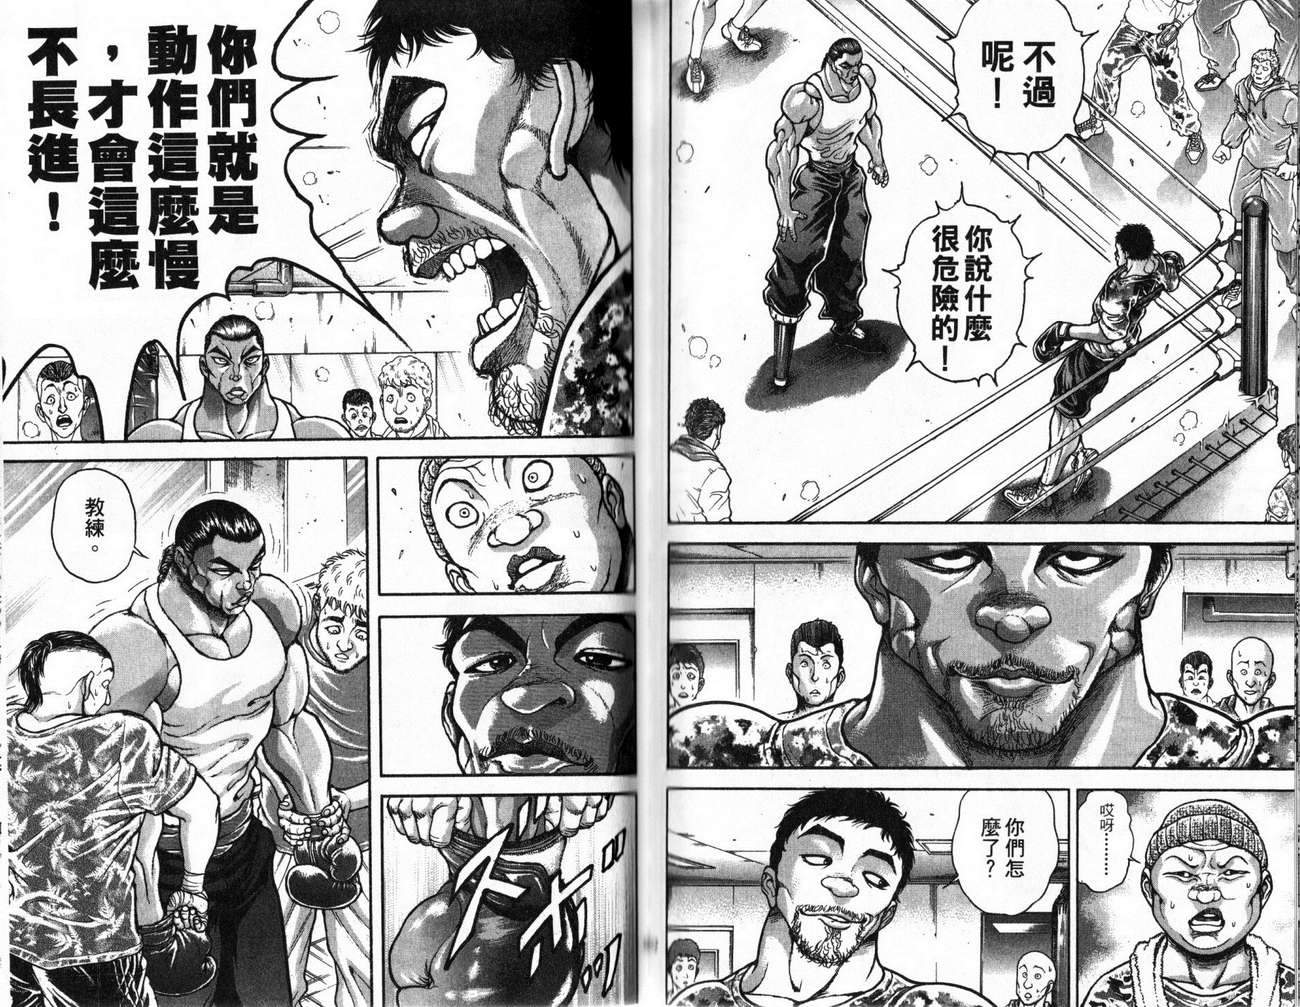 不過
呢！
你說什麼
很危險的！
哎呀………
你們怎
麼了？
你們就是
動作這麼慢
，才會這麼
不長進！
教練。